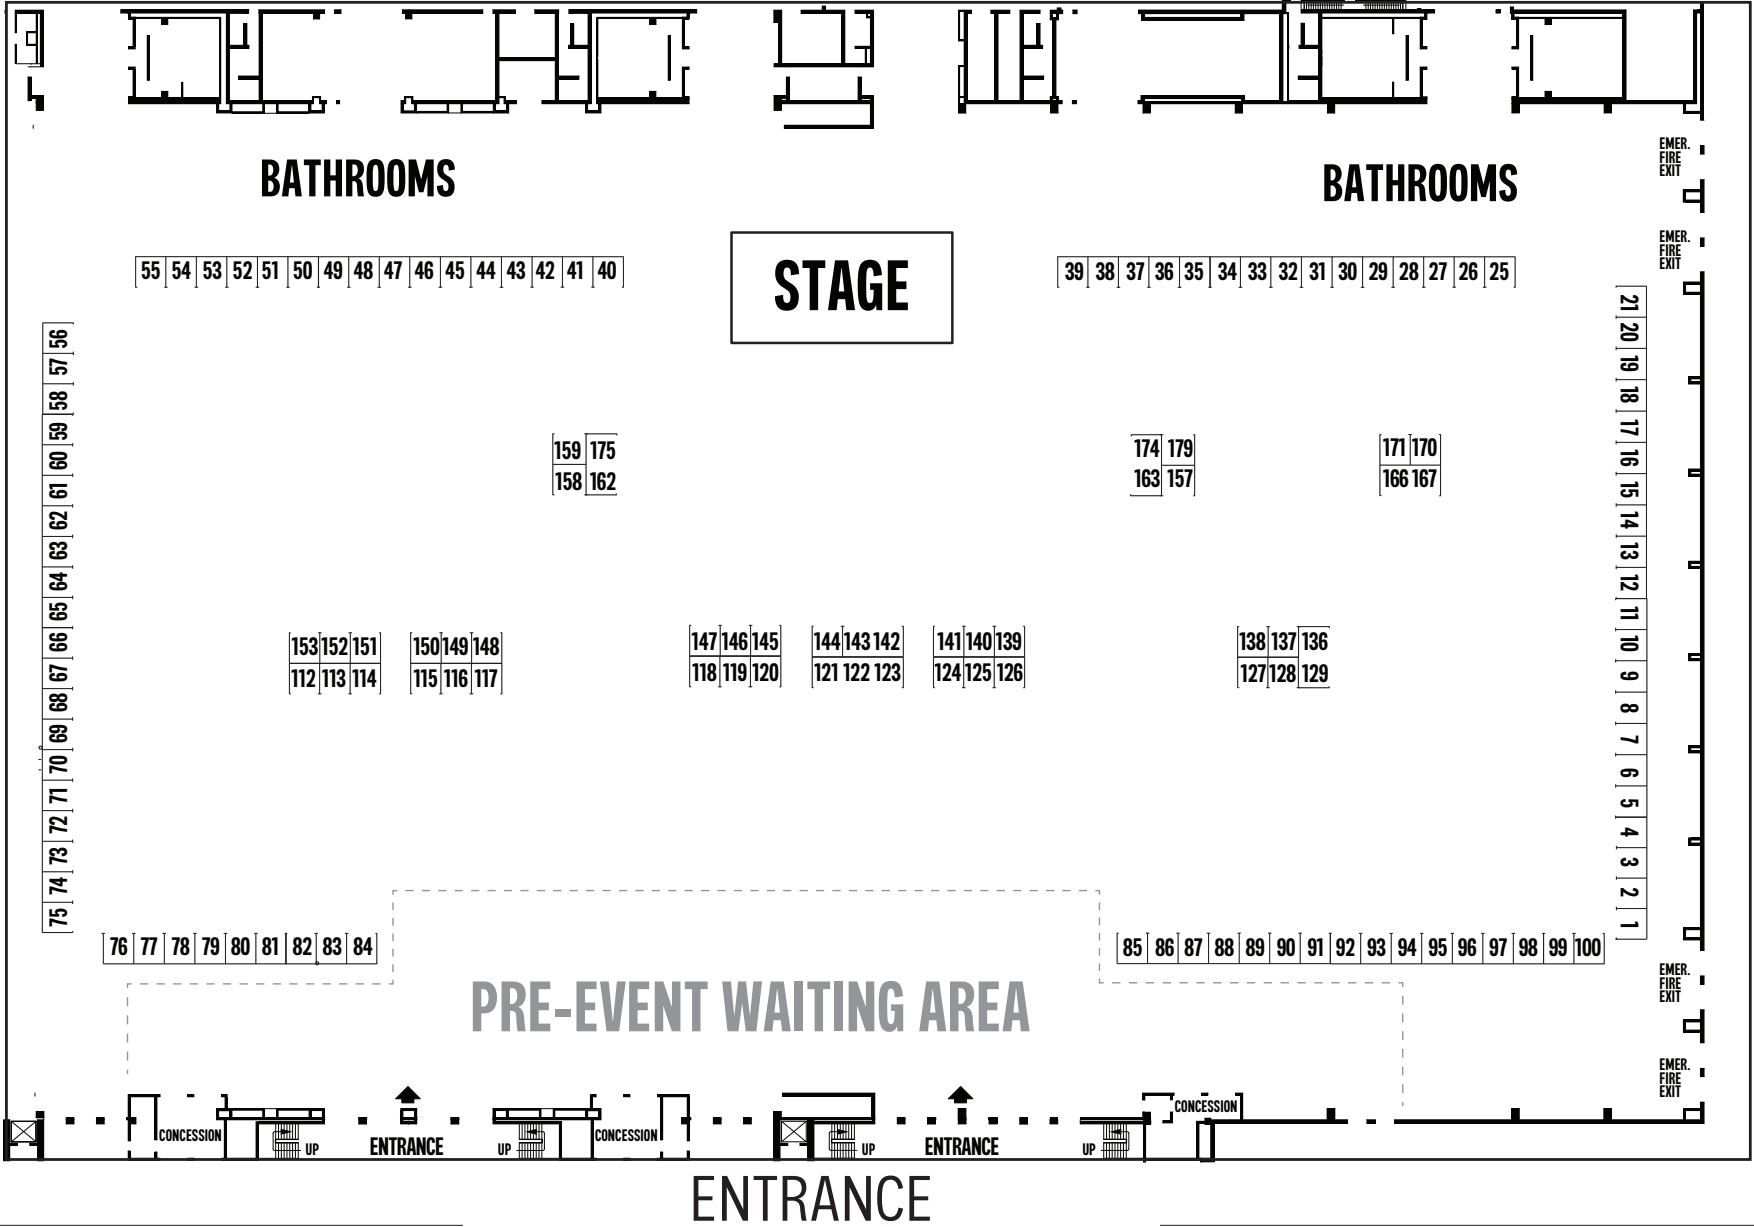 EMER.
FIRE
EXIT
BATHROOMS
BATHROOMS
EMER.
FIRE
EXIT
STAGE
55 54 53 52 51 50 49 48 47 46 45 44 43 42 41 40
39 38 37 36 35 34 33 32 31 30 29 28 27 26 25
21
20
19
18
17
16
15
14
13
12
11
10
9
8
7
6
5
4
3
2
1
56
57
58
59
60
61
62
63
64
65
66
67
68
69
70
71
72
73
74
75
159 175
158 162
174 179
163 157
171 170
166 167
153 152 151
112 113 114
150 149 148
115 116 117
147 146 145
118 119 120
144 143 142
121 122 123
141 140 139
124 125 126
138 137 136
127 128 129
76 77 78 79 80 81 82 83 84
85 86 87 88 89 90 91 92 93 94 95 96 97 98 99 100
PRE-EVENT WAITING AREA
EMER.
FIRE
EXIT
EMER.
FIRE
EXIT
CONCESSION
UP
ENTRANCE
UP
CONCESSION
UP
ENTRANCE
UP
CONCESSION
ENTRANCE